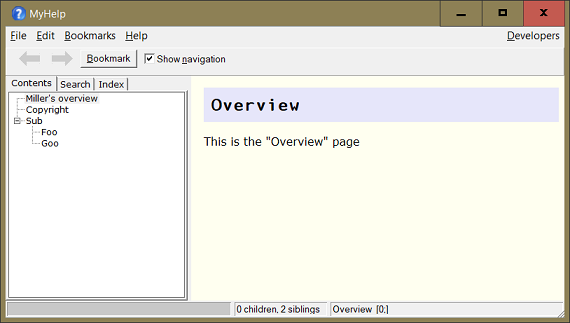 MyHelp
File Edit Bookmarks Help Developers
Bookmark Show navigation
Contents Search Index
Miller's overview
Copyright
Sub
Foo
Goo
Overview
This is the "Overview" page
0 children, 2 siblings Overview [0;]